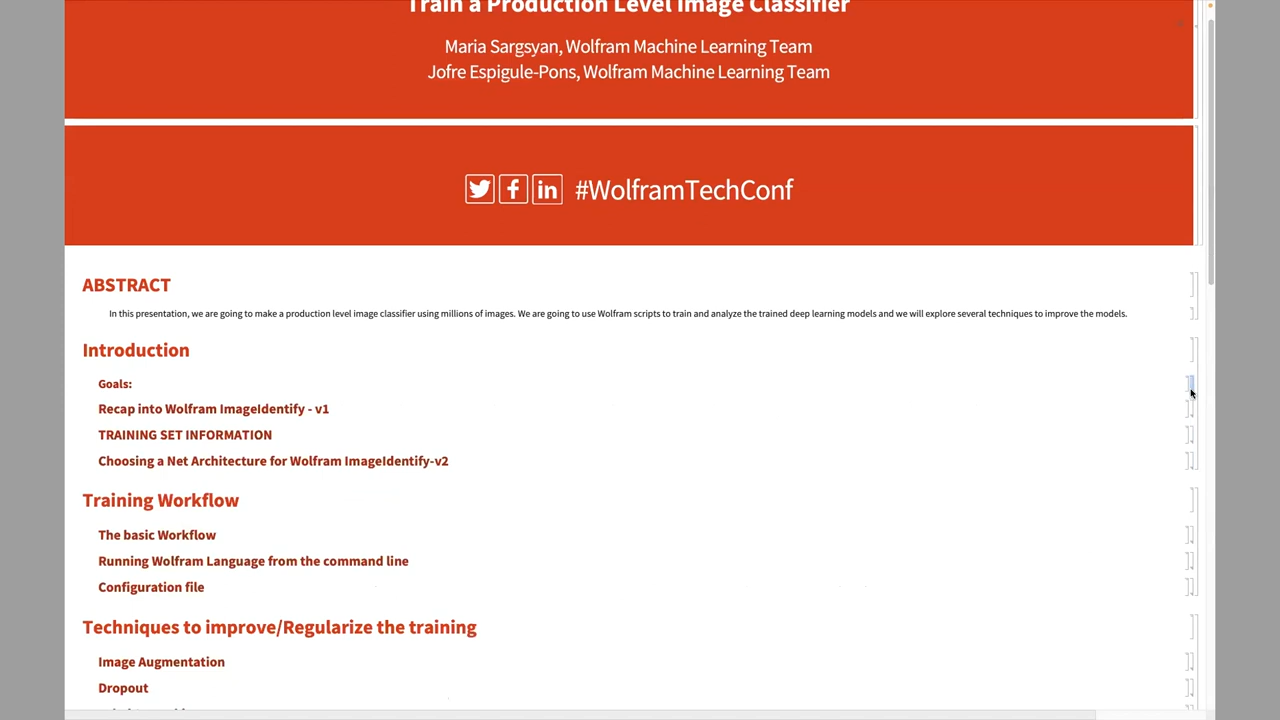 Train a Production Level Image Classifier
Maria Sargsyan, Wolfram Machine Learning Team
Jofre Espigule-Pons, Wolfram Machine Learning Team
#WolframTechConf
ABSTRACT
In this presentation, we are going to make a production level image classifier using millions of images. We are going to use Wolfram scripts to train and analyze the trained deep learning models and we will explore several techniques to improve the models.
Introduction
Goals:
Recap into Wolfram ImageIdentify - v1
TRAINING SET INFORMATION
Choosing a Net Architecture for Wolfram ImageIdentify-v2
Training Workflow
The basic Workflow
Running Wolfram Language from the command line
Configuration file
Techniques to improve/Regularize the training
Image Augmentation
Dropout